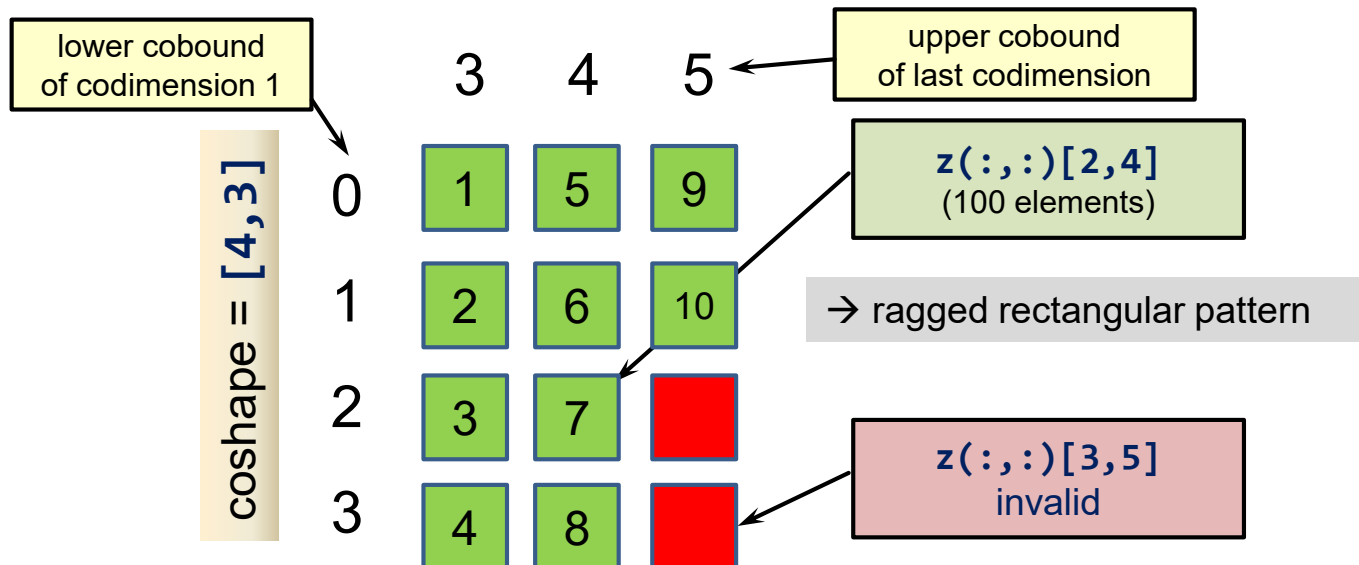 lower cobound
of codimension 1
3 4 5
upper cobound
of last codimension
coshape = [4,3]
0 1 5 9
z(:,:)[2,4]
(100 elements)
1 2 6 10
→ ragged rectangular pattern
2 3 7
3 4 8
z(:,:)[3,5]
invalid